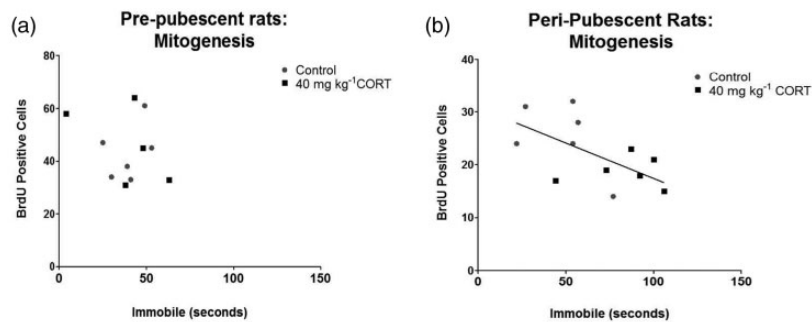 (a)
Pre-pubescent rats:
Mitogenesis
Control
40 mg kg⁻¹CORT
BrdU Positive Cells
80
60
40
20
0
0 50 100 150
Immobile (seconds)
(b)
Peri-Pubescent Rats:
Mitogenesis
Control
40 mg kg⁻¹ CORT
BrdU Positive Cells
40
30
20
10
0
0 50 100 150
Immobile (seconds)